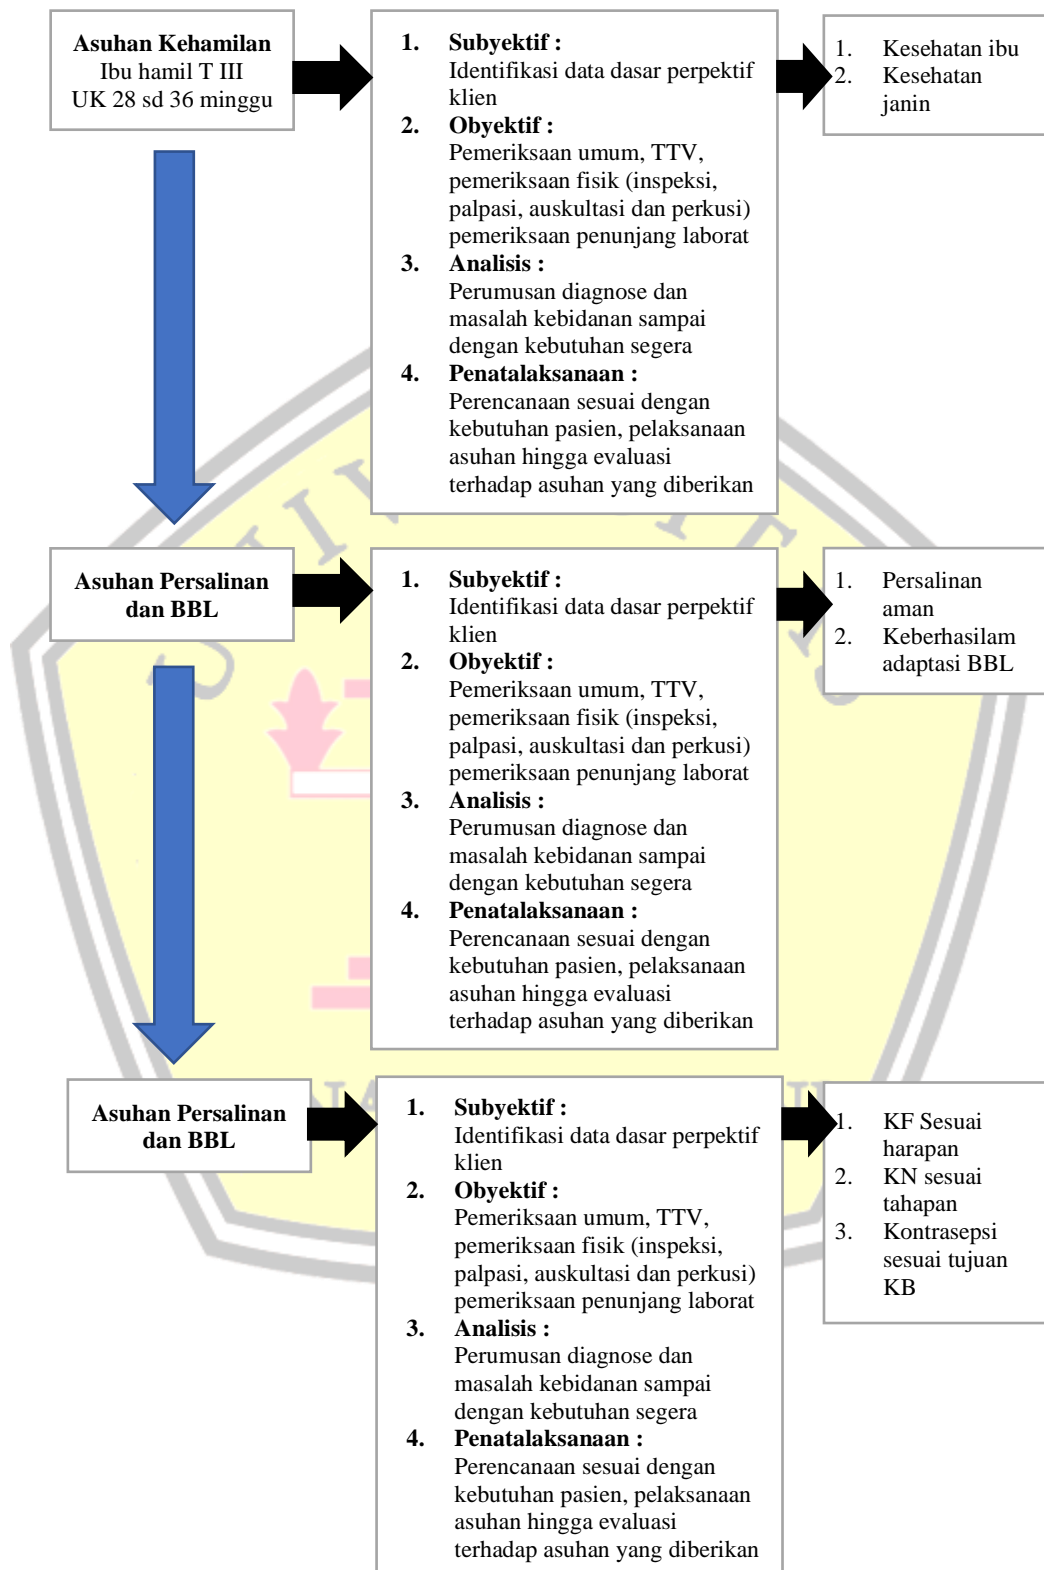 Asuhan Kehamilan
Ibu hamil T III
UK 28 sd 36 minggu
1. Subyektif :
Identifikasi data dasar perpektif
klien
2. Obyektif :
Pemeriksaan umum, TTV,
pemeriksaan fisik (inspeksi,
palpasi, auskultasi dan perkusi)
pemeriksaan penunjang laborat
3. Analisis :
Perumusan diagnose dan
masalah kebidanan sampai
dengan kebutuhan segera
4. Penatalaksanaan :
Perencanaan sesuai dengan
kebutuhan pasien, pelaksanaan
asuhan hingga evaluasi
terhadap asuhan yang diberikan
1. Kesehatan ibu
2. Kesehatan
janin
Asuhan Persalinan
dan BBL
1. Subyektif :
Identifikasi data dasar perpektif
klien
2. Obyektif :
Pemeriksaan umum, TTV,
pemeriksaan fisik (inspeksi,
palpasi, auskultasi dan perkusi)
pemeriksaan penunjang laborat
3. Analisis :
Perumusan diagnose dan
masalah kebidanan sampai
dengan kebutuhan segera
4. Penatalaksanaan :
Perencanaan sesuai dengan
kebutuhan pasien, pelaksanaan
asuhan hingga evaluasi
terhadap asuhan yang diberikan
1. Persalinan
aman
2. Keberhasilam
adaptasi BBL
Asuhan Persalinan
dan BBL
1. Subyektif :
Identifikasi data dasar perpektif
klien
2. Obyektif :
Pemeriksaan umum, TTV,
pemeriksaan fisik (inspeksi,
palpasi, auskultasi dan perkusi)
pemeriksaan penunjang laborat
3. Analisis :
Perumusan diagnose dan
masalah kebidanan sampai
dengan kebutuhan segera
4. Penatalaksanaan :
Perencanaan sesuai dengan
kebutuhan pasien, pelaksanaan
asuhan hingga evaluasi
terhadap asuhan yang diberikan
1. KF Sesuai
harapan
2. KN sesuai
tahapan
3. Kontrasepsi
sesuai tujuan
KB